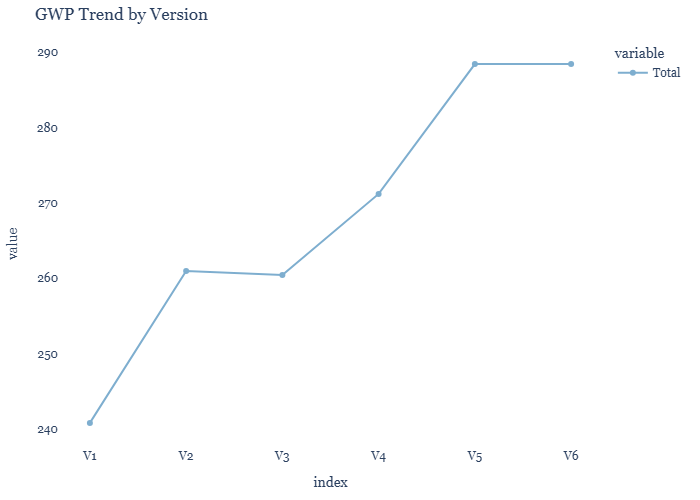 GWP Trend by Version
290
280
270
260
250
240
value
V1 V2 V3 V4 V5 V6
index
variable
Total